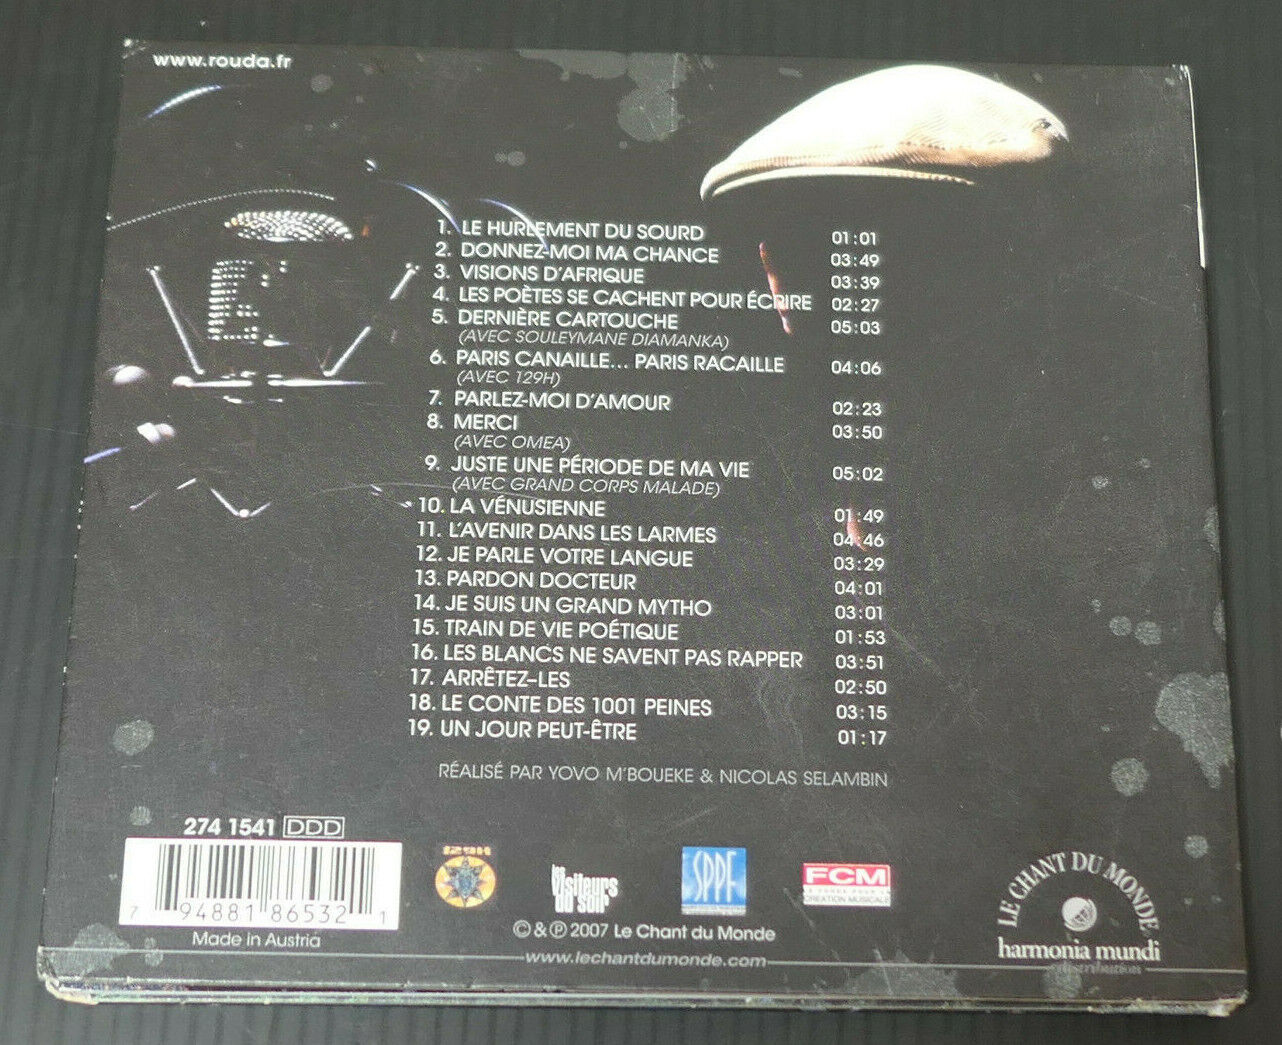 www.rouda.fr
1. LE HURLEMENT DU SOURD 01:01
2. DONNEZ-MOI MA CHANCE 03:49
3. VISIONS D'AFRIQUE 03:39
4. LES POÈTES SE CACHENT POUR ÉCRIRE 02:27
5. DERNIÈRE CARTOUCHE 05:03
(AVEC SOULEYMANE DIAMANKA)
6. PARIS CANAILLE... PARIS RACAILLE 04:06
(AVEC 129H)
7. PARLEZ-MOI D'AMOUR 02:23
8. MERCI 03:50
(AVEC OMEA)
9. JUSTE UNE PÉRIODE DE MA VIE 05:02
(AVEC GRAND CORPS MALADE)
10. LA VÉNUSIENNE 01:49
11. L'AVENIR DANS LES LARMES 04:46
12. JE PARLE VOTRE LANGUE 03:29
13. PARDON DOCTEUR 04:01
14. JE SUIS UN GRAND MYTHO 03:01
15. TRAIN DE VIE POÉTIQUE 01:53
16. LES BLANCS NE SAVENT PAS RAPPER 03:51
17. ARRÊTEZ-LES 02:50
18. LE CONTE DES 1001 PEINES 03:15
19. UN JOUR PEUT-ÊTRE 01:17
RÉALISÉ PAR YOVO M'BOUEKE & NICOLAS SELAMBIN
274 1541 DDD
7 94881 86532 1
Made in Austria
129H
les visiteurs du soir
SPPF
FCM
CRÉATION MUSICALE
© & ℗ 2007 Le Chant du Monde
www.lechantdumonde.com
LE CHANT DU MONDE
harmonia mundi
distribution